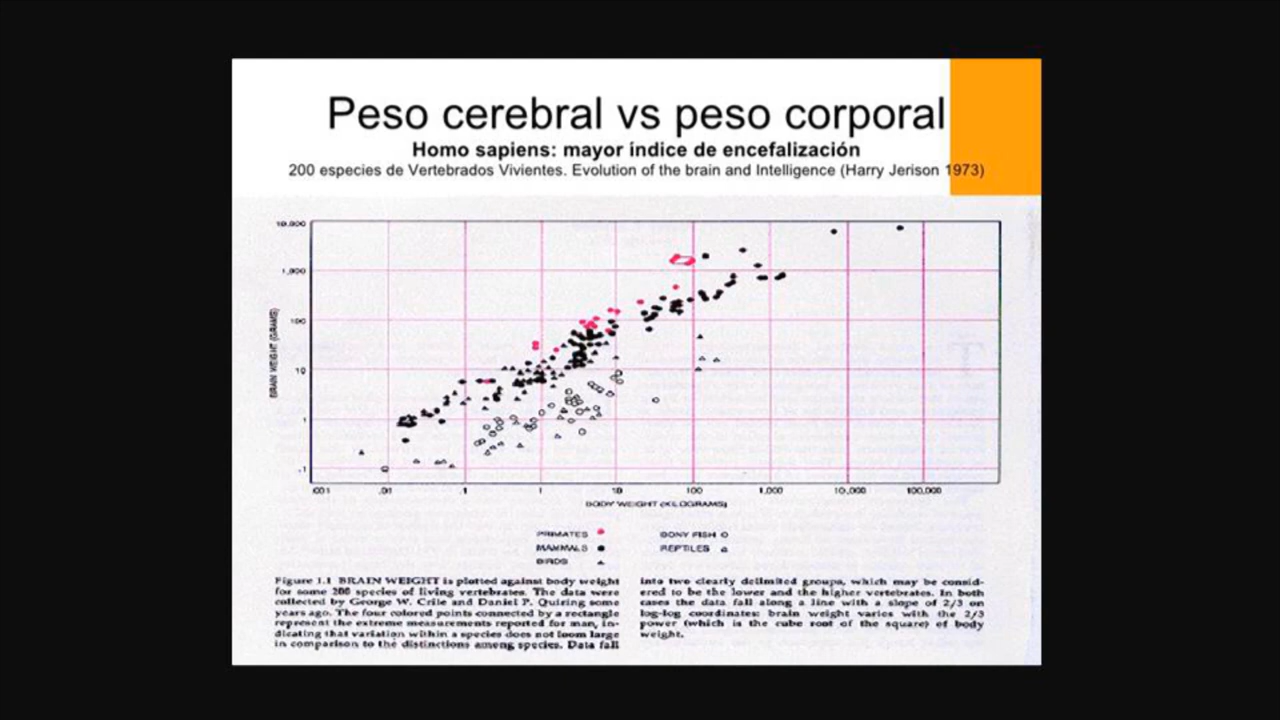 Peso cerebral vs peso corporal
Homo sapiens: mayor índice de encefalización
200 especies de Vertebrados Vivientes. Evolution of the brain and Intelligence (Harry Jerison 1973)
BRAIN WEIGHT (GRAMS)
10,000
1,000
100
10
1
.1
.001 .01 .1 1 10 100 1,000 10,000 100,000
BODY WEIGHT (KILOGRAMS)
PRIMATES
MAMMALS
BIRDS
BONY FISH
REPTILES
Figure 1.1 BRAIN WEIGHT is plotted against body weight
for some 200 species of living vertebrates. The data were
collected by George W. Crile and Daniel P. Quiring some
years ago. The four colored points connected by a rectangle
represent the extreme measurements reported for man, in-
dicating that variation within a species does not loom large
in comparison to the distinctions among species. Data fall
into two clearly delimited groups, which may be consid-
ered to be the lower and the higher vertebrates. In both
cases the data fall along a line with a slope of 2/3 on
log-log coordinates: brain weight varies with the 2/3
power (which is the cube root of the square) of body
weight.